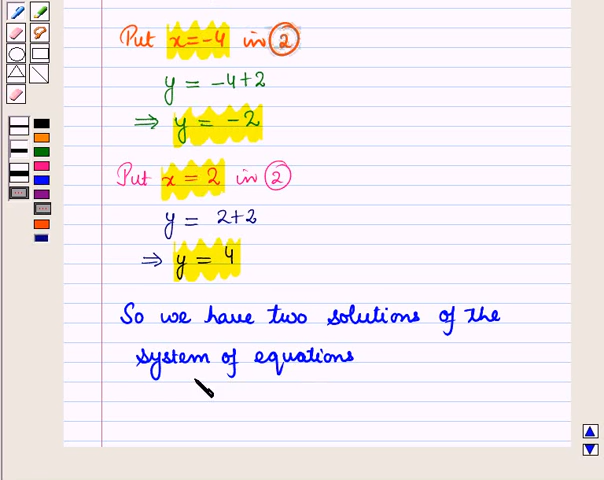 Put x=-4 in ②
y = -4+2
⇒ y = -2
Put x = 2 in ②
y = 2+2
⇒ y = 4
So we have two solutions of the
system of equations